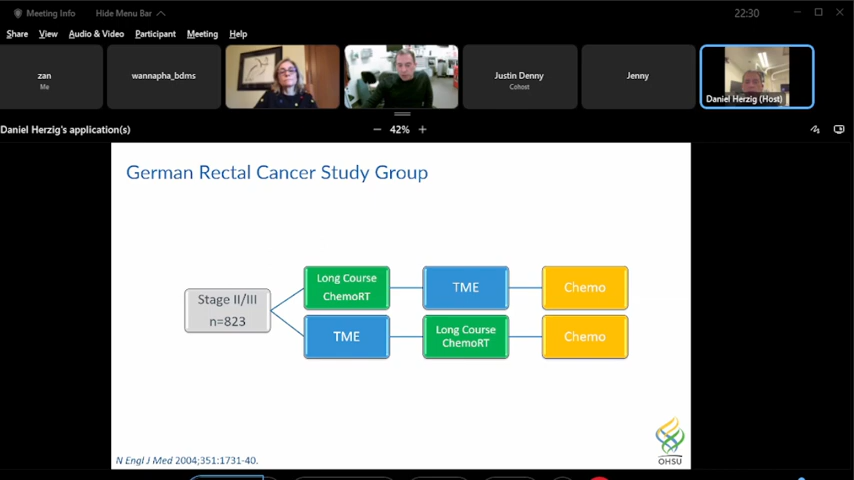 Meeting Info
Hide Menu Bar
22:30
Share View Audio & Video Participant Meeting Help
zan
Me
wannapha_bdms
Justin Denny
Cohost
Jenny
Daniel Herzig (Host)
Daniel Herzig's application(s)
42%
German Rectal Cancer Study Group
Stage II/III
n=823
Long Course
ChemoRT
TME
Chemo
TME
Long Course
ChemoRT
Chemo
N Engl J Med 2004;351:1731-40.
OHSU